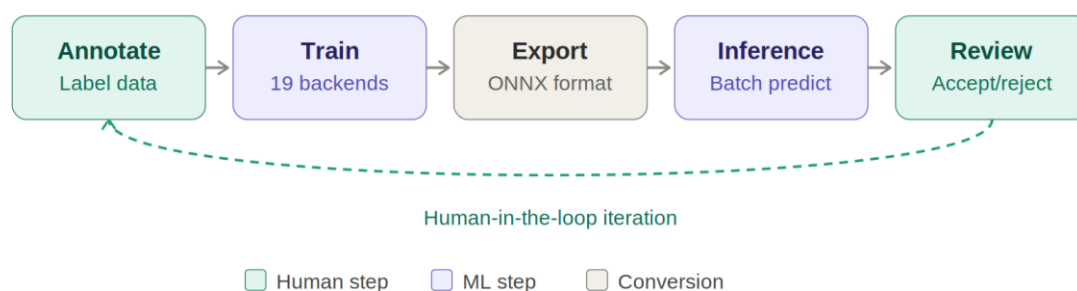 Annotate
Label data
Train
19 backends
Export
ONNX format
Inference
Batch predict
Review
Accept/reject
Human-in-the-loop iteration
Human step
ML step
Conversion